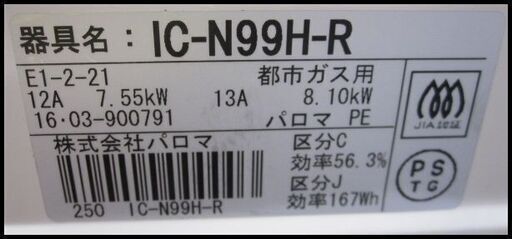 器具名：IC-N99H-R
E1-2-21 都市ガス用
12A 7.55kW 13A 8.10kW
16·03-900791 パロマ PE
株式会社パロマ 区分C
効率56.3%
区分J
効率167Wh
250 IC-N99H-R
JIA認証
PS
TG